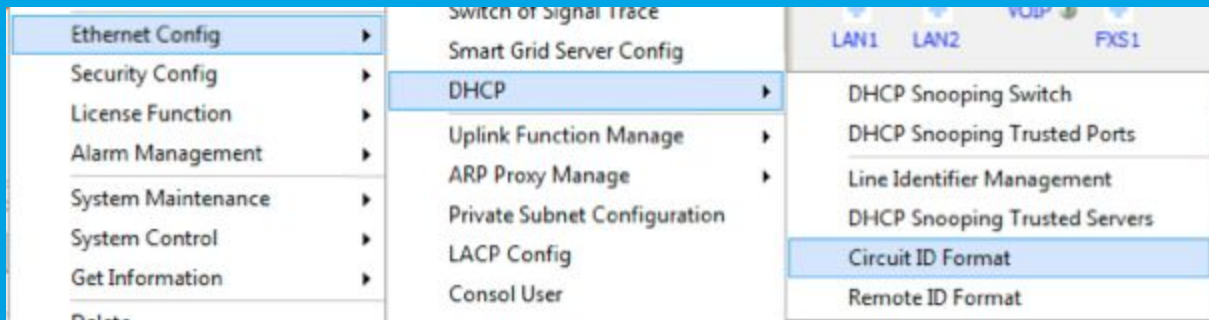 Ethernet Config
Security Config
License Function
Alarm Management
System Maintenance
System Control
Get Information
Delete
Switch of Signal Trace
Smart Grid Server Config
DHCP
Uplink Function Manage
ARP Proxy Manage
Private Subnet Configuration
LACP Config
Consol User
VOIP
LAN1 LAN2 FXS1
DHCP Snooping Switch
DHCP Snooping Trusted Ports
Line Identifier Management
DHCP Snooping Trusted Servers
Circuit ID Format
Remote ID Format